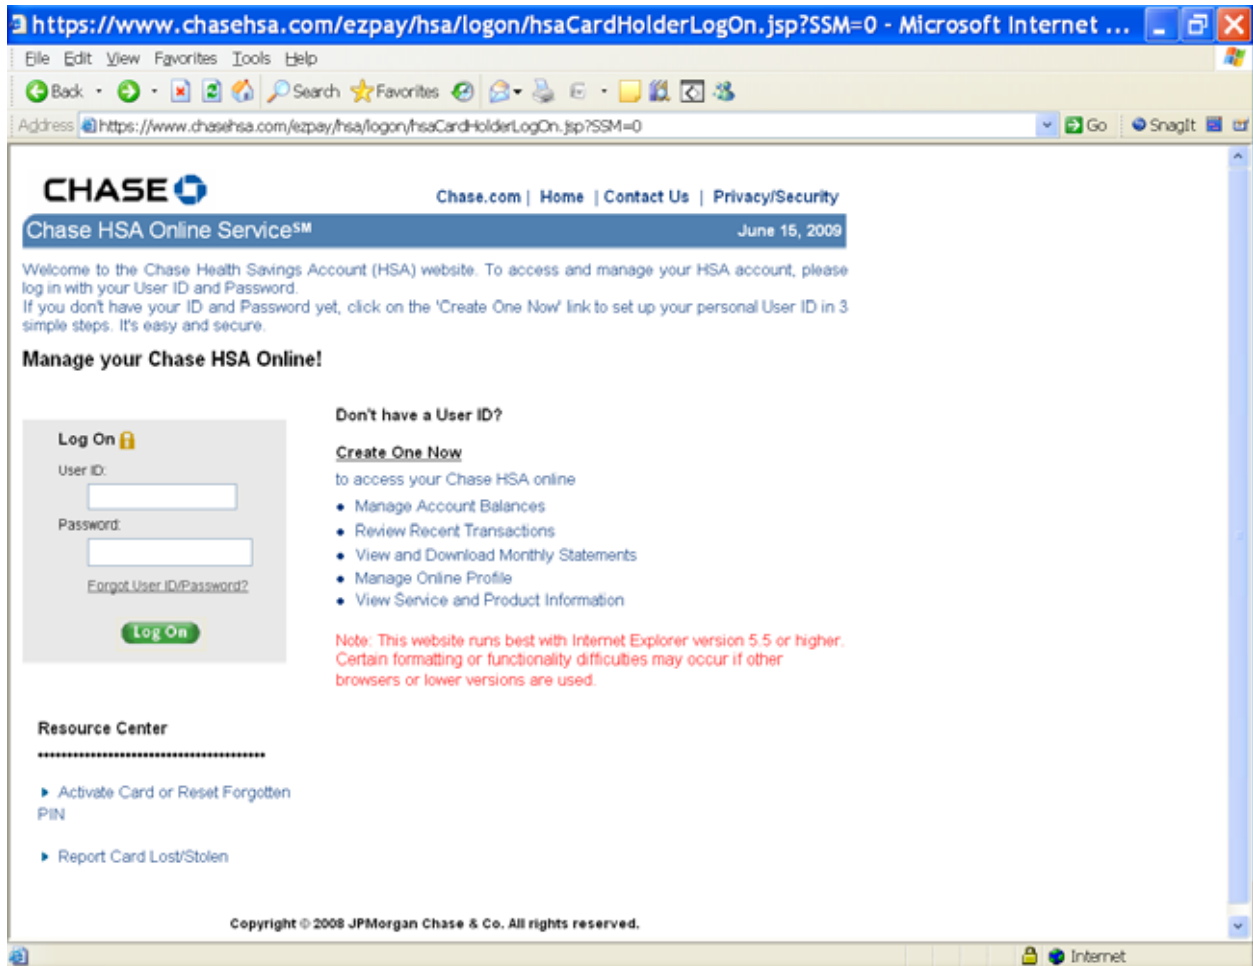 https://www.chasehsa.com/ezpay/hsa/logon/hsaCardHolderLogOn.jsp?SSM=0 - Microsoft Internet ...
File Edit View Favorites Tools Help
Back Search Favorites
Address https://www.chasehsa.com/ezpay/hsa/logon/hsaCardHolderLogOn.jsp?SSM=0 Go SnagIt
CHASE
Chase.com | Home | Contact Us | Privacy/Security
Chase HSA Online Service℠ June 15, 2009
Welcome to the Chase Health Savings Account (HSA) website. To access and manage your HSA account, please
log in with your User ID and Password.
If you don't have your ID and Password yet, click on the 'Create One Now' link to set up your personal User ID in 3
simple steps. It's easy and secure.
Manage your Chase HSA Online!
Log On
User ID:
Password:
Forgot User ID/Password?
Log On
Don't have a User ID?
Create One Now
to access your Chase HSA online
• Manage Account Balances
• Review Recent Transactions
• View and Download Monthly Statements
• Manage Online Profile
• View Service and Product Information
Note: This website runs best with Internet Explorer version 5.5 or higher.
Certain formatting or functionality difficulties may occur if other
browsers or lower versions are used.
Resource Center
Activate Card or Reset Forgotten
PIN
Report Card Lost/Stolen
Copyright © 2008 JPMorgan Chase & Co. All rights reserved.
Internet